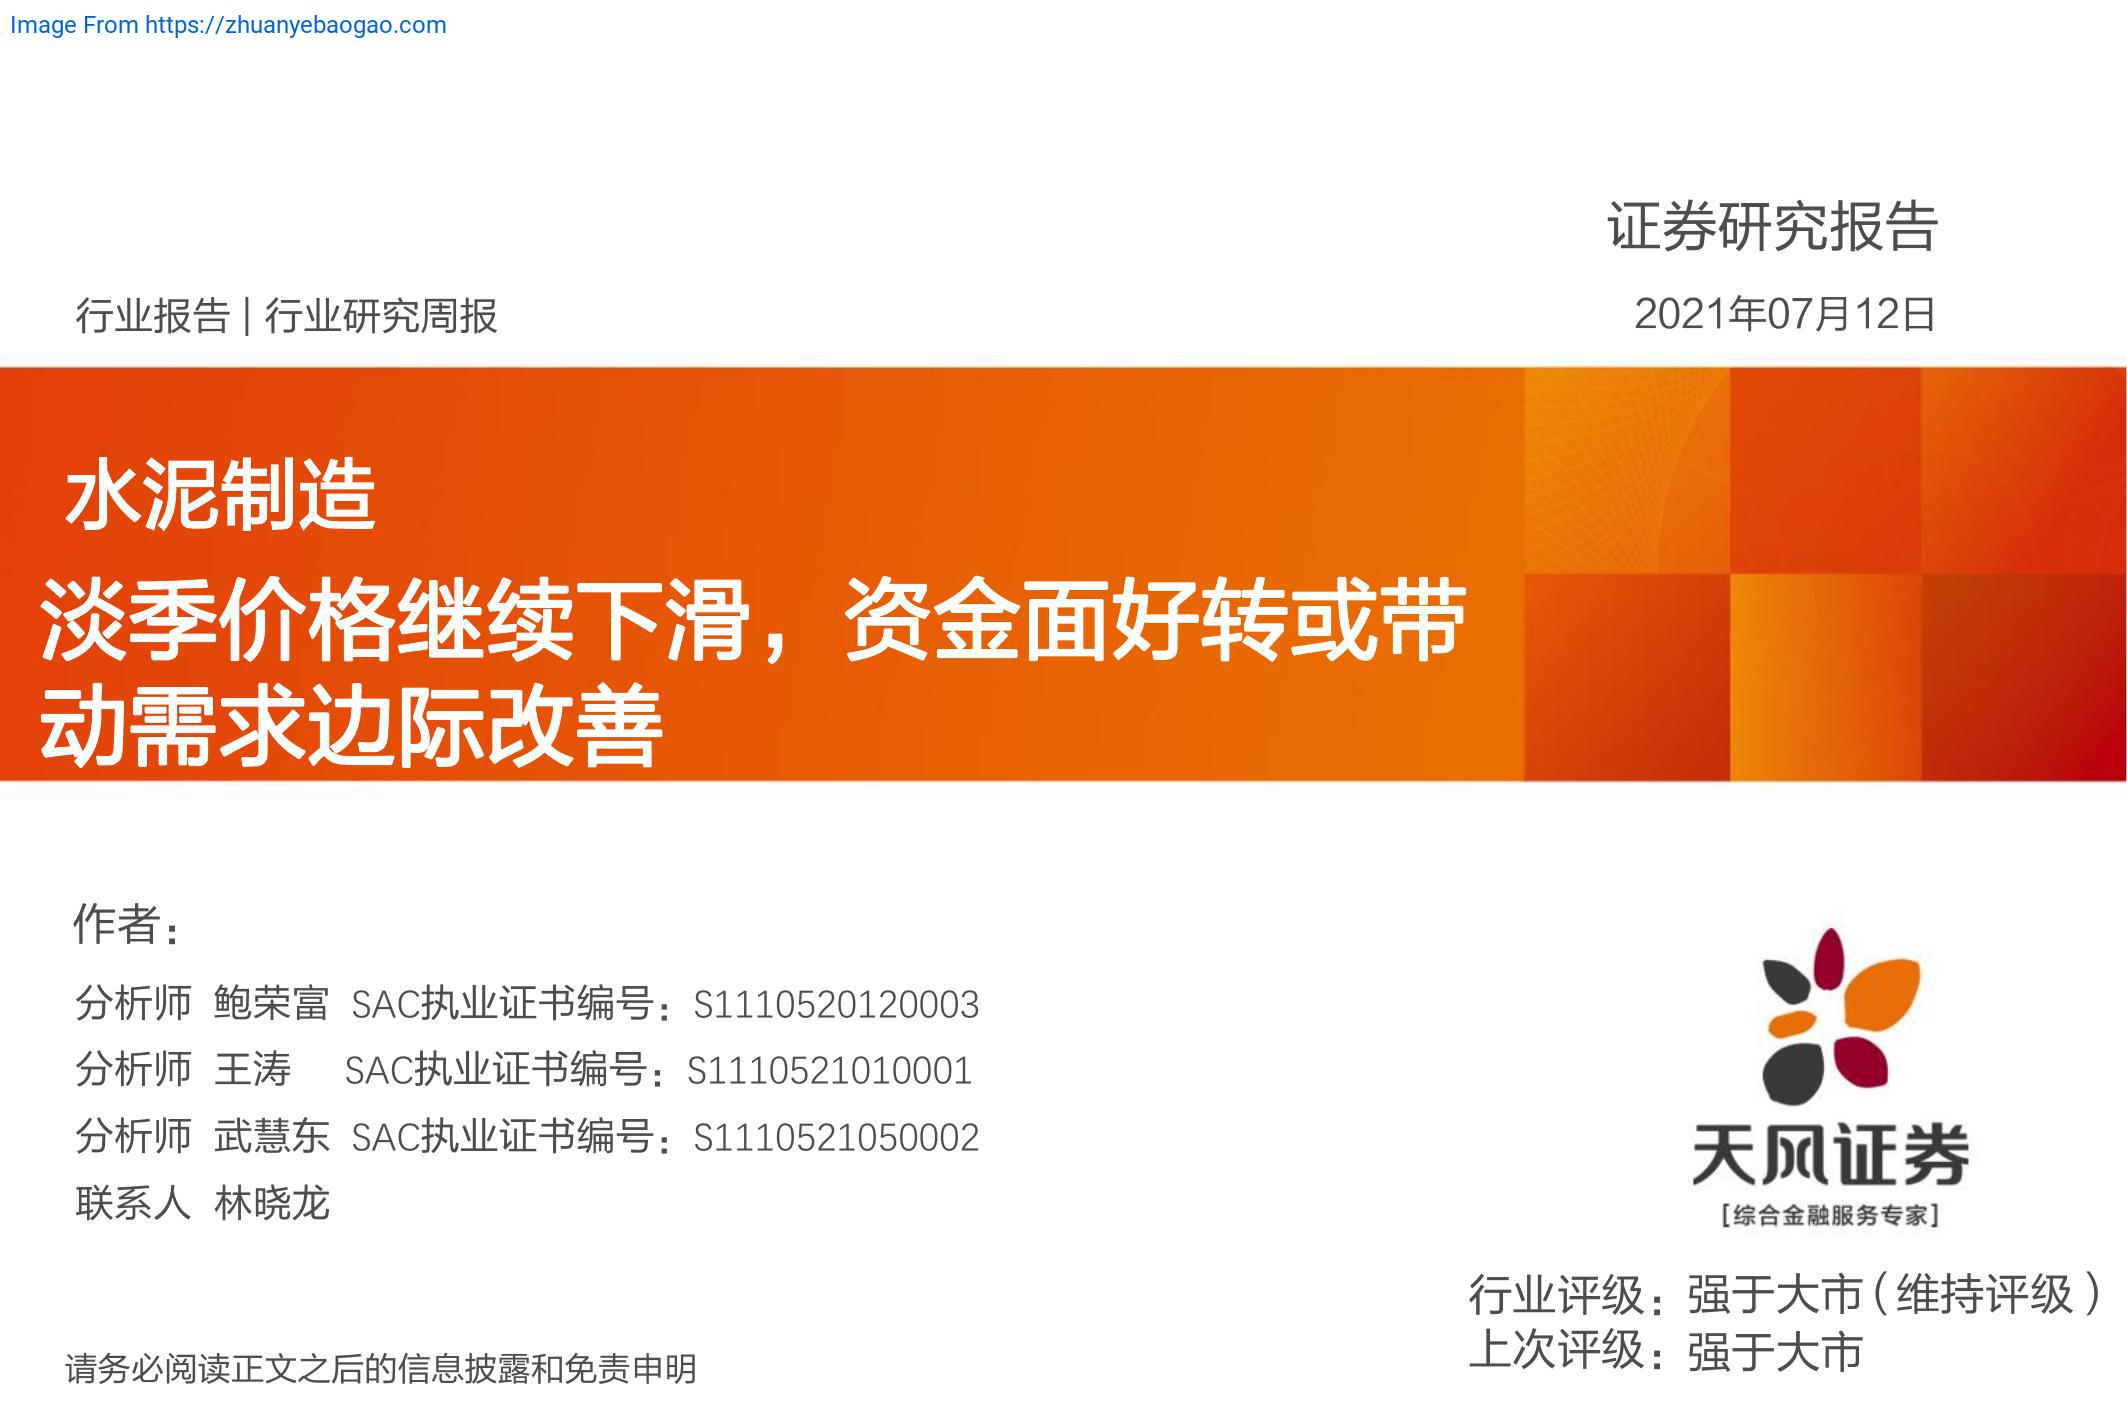 Image From https://zhuanyebaogao.com
证券研究报告
行业报告 | 行业研究周报
2021年07月12日
水泥制造
淡季价格继续下滑，资金面好转或带
动需求边际改善
作者：
分析师 鲍荣富 SAC执业证书编号：S1110520120003
分析师 王涛 SAC执业证书编号：S1110521010001
分析师 武慧东 SAC执业证书编号：S1110521050002
联系人 林晓龙
天风证券
[综合金融服务专家]
行业评级：强于大市（维持评级）
上次评级：强于大市
请务必阅读正文之后的信息披露和免责申明